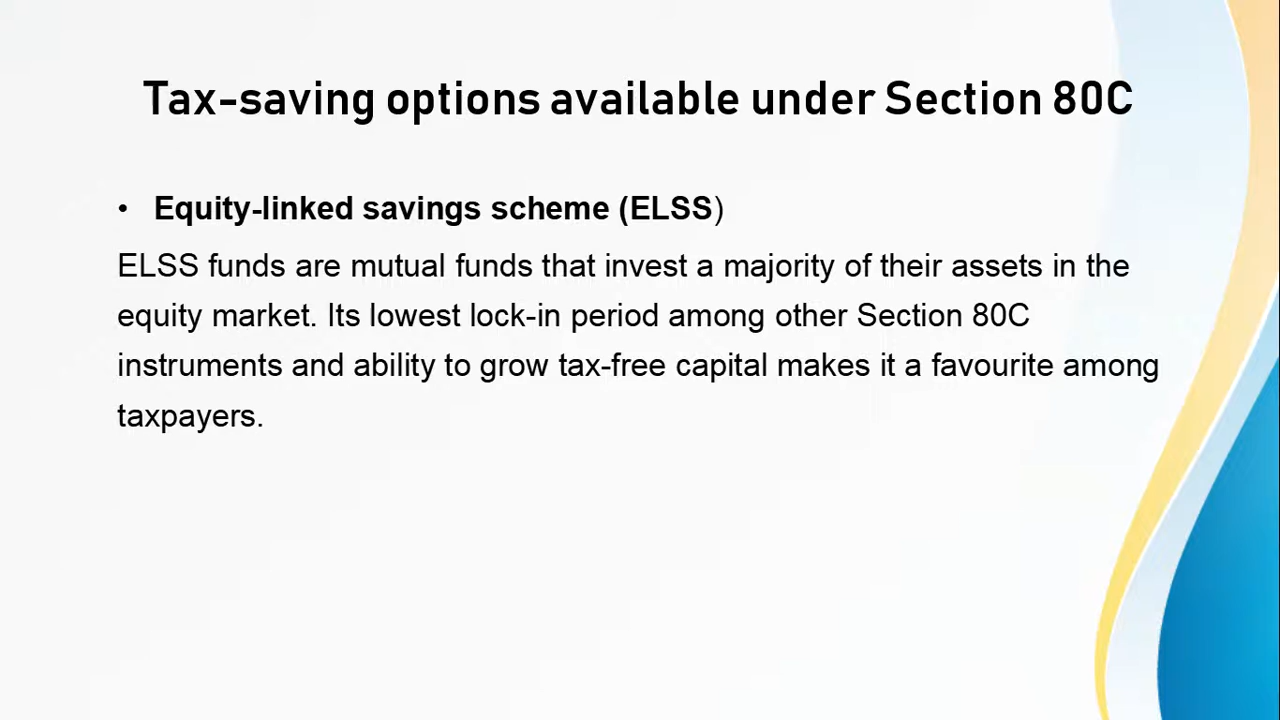 Tax-saving options available under Section 80C
• Equity-linked savings scheme (ELSS)
ELSS funds are mutual funds that invest a majority of their assets in the
equity market. Its lowest lock-in period among other Section 80C
instruments and ability to grow tax-free capital makes it a favourite among
taxpayers.